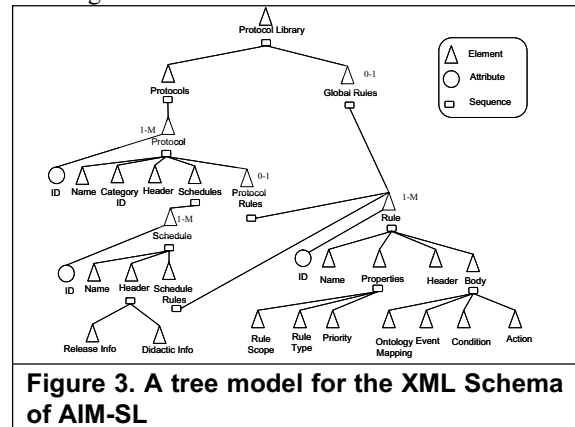 Protocol Library
Element
Attribute
Sequence
0-1
Protocols
Global Rules
1-M
Protocol
0-1
1-M
ID
Name
Category
ID
Header
Schedules
Protocol
Rules
Rule
1-M
Schedule
ID
Name
Properties
Header
Body
ID
Name
Header
Schedule
Rules
Release Info
Didactic Info
Rule
Scope
Rule
Type
Priority
Ontology
Mapping
Event
Condition
Action
Figure 3. A tree model for the XML Schema
of AIM-SL